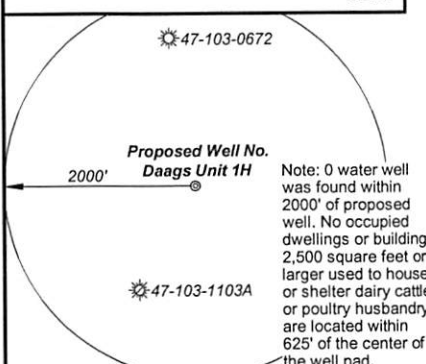 47-103-0672
Proposed Well No.
Daags Unit 1H
2000'
47-103-1103A
Note: 0 water well
was found within
2000' of proposed
well. No occupied
dwellings or building
2,500 square feet or
larger used to house
or shelter dairy cattle
or poultry husbandry
are located within
625' of the center of
the well pad.